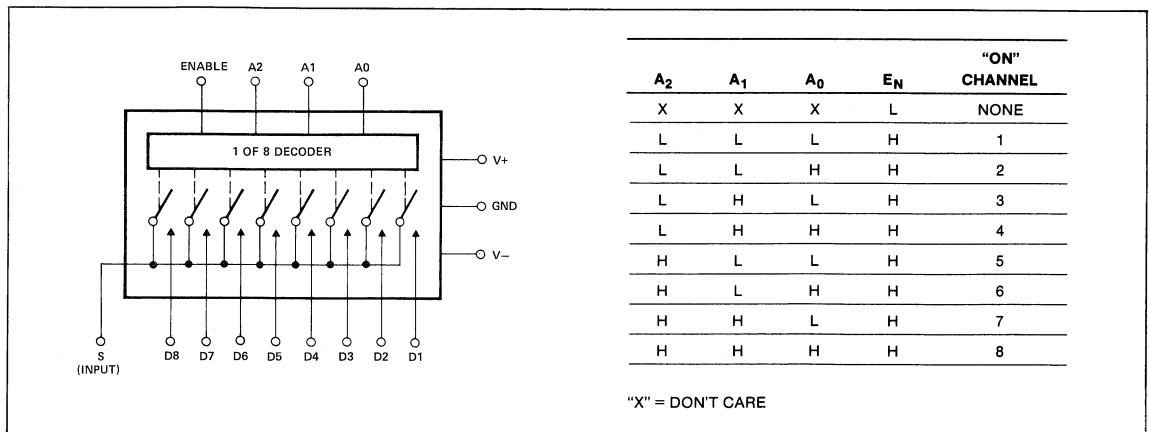 ENABLE A2 A1 A0
1 OF 8 DECODER
V+
GND
V−
S D8 D7 D6 D5 D4 D3 D2 D1
(INPUT)
"ON"
A2 A1 A0 EN CHANNEL
X X X L NONE
L L L H 1
L L H H 2
L H L H 3
L H H H 4
H L L H 5
H L H H 6
H H L H 7
H H H H 8
"X" = DON'T CARE